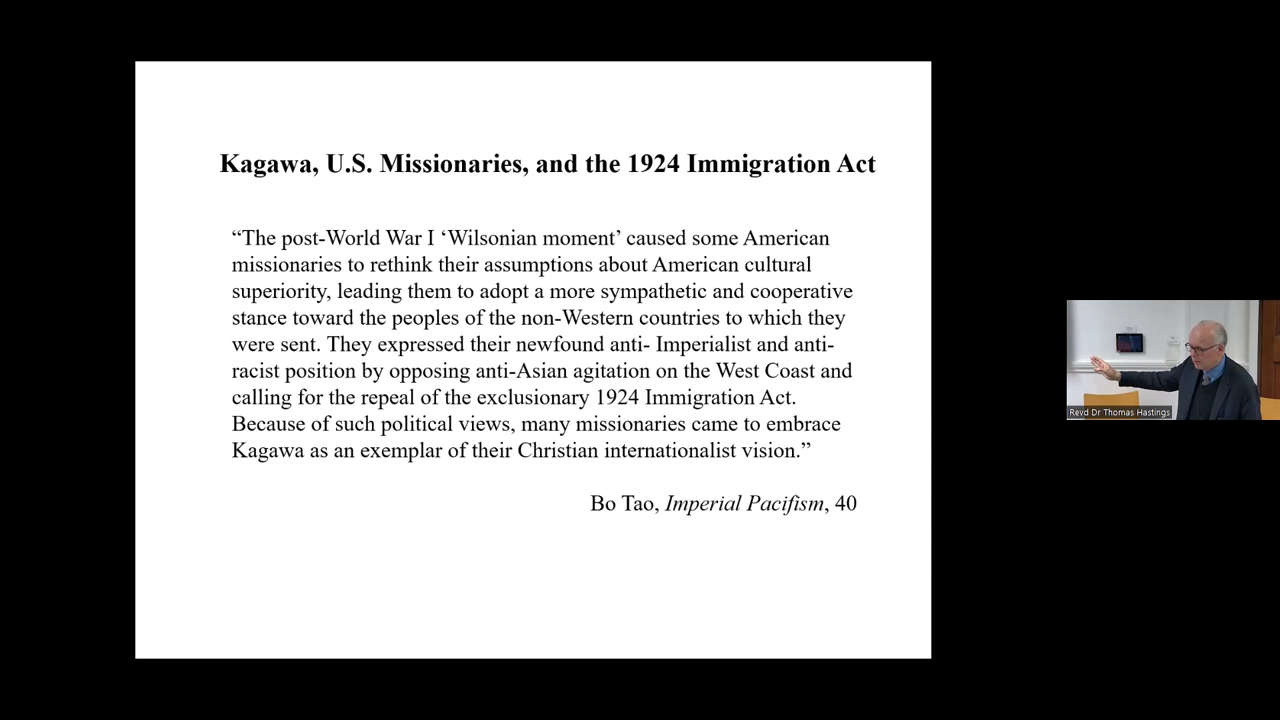 Kagawa, U.S. Missionaries, and the 1924 Immigration Act
“The post-World War I ‘Wilsonian moment’ caused some American
missionaries to rethink their assumptions about American cultural
superiority, leading them to adopt a more sympathetic and cooperative
stance toward the peoples of the non-Western countries to which they
were sent. They expressed their newfound anti- Imperialist and anti-
racist position by opposing anti-Asian agitation on the West Coast and
calling for the repeal of the exclusionary 1924 Immigration Act.
Because of such political views, many missionaries came to embrace
Kagawa as an exemplar of their Christian internationalist vision.”
Bo Tao, Imperial Pacifism, 40
Revd Dr Thomas Hastings